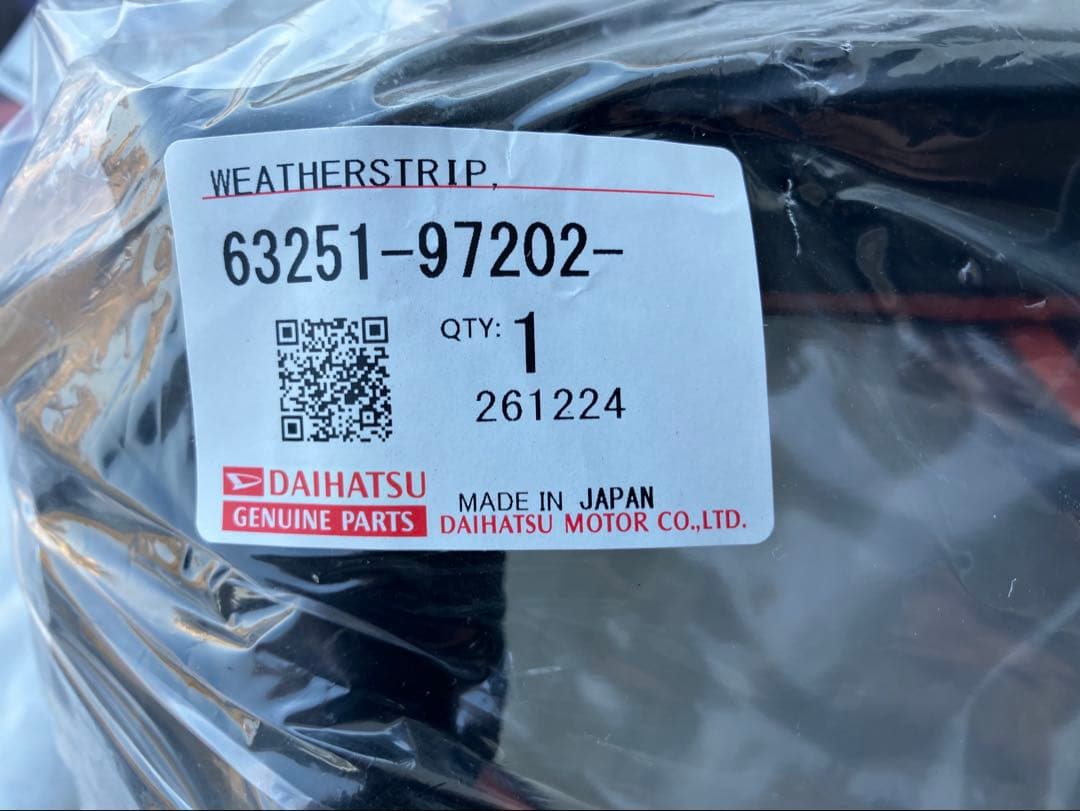 WEATHERSTRIP,
63251-97202-
QTY: 1
261224
DAIHATSU
GENUINE PARTS
MADE IN JAPAN
DAIHATSU MOTOR CO.,LTD.